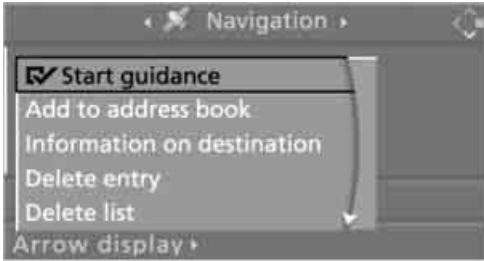 Navigation
Start guidance
Add to address book
Information on destination
Delete entry
Delete list
Arrow display